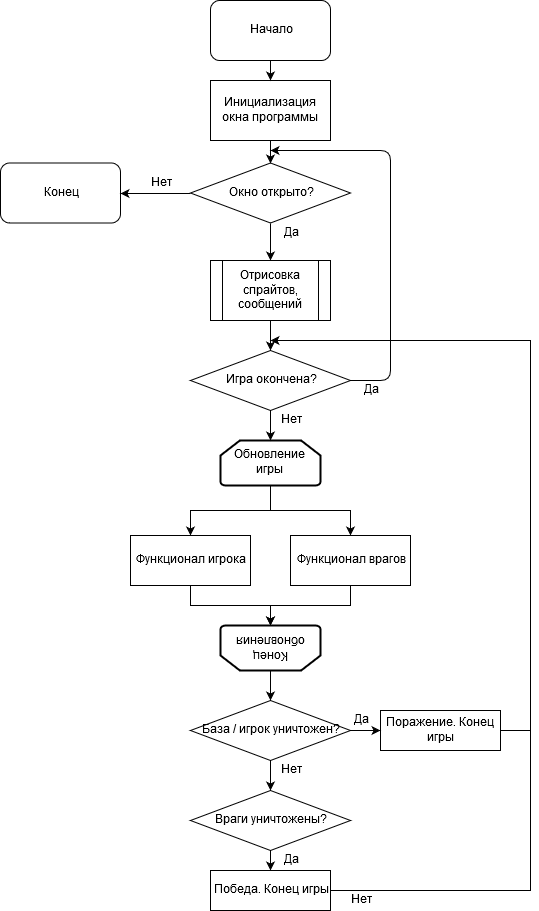 Начало
Инициализация
окна программы
Окно открыто?
Нет
Конец
Да
Отрисовка
спрайтов,
сообщений
Игра окончена?
Да
Нет
Обновление
игры
Функционал игрока
Функционал врагов
Конец
обновления
База / игрок уничтожен?
Да
Поражение. Конец
игры
Нет
Враги уничтожены?
Да
Победа. Конец игры
Нет